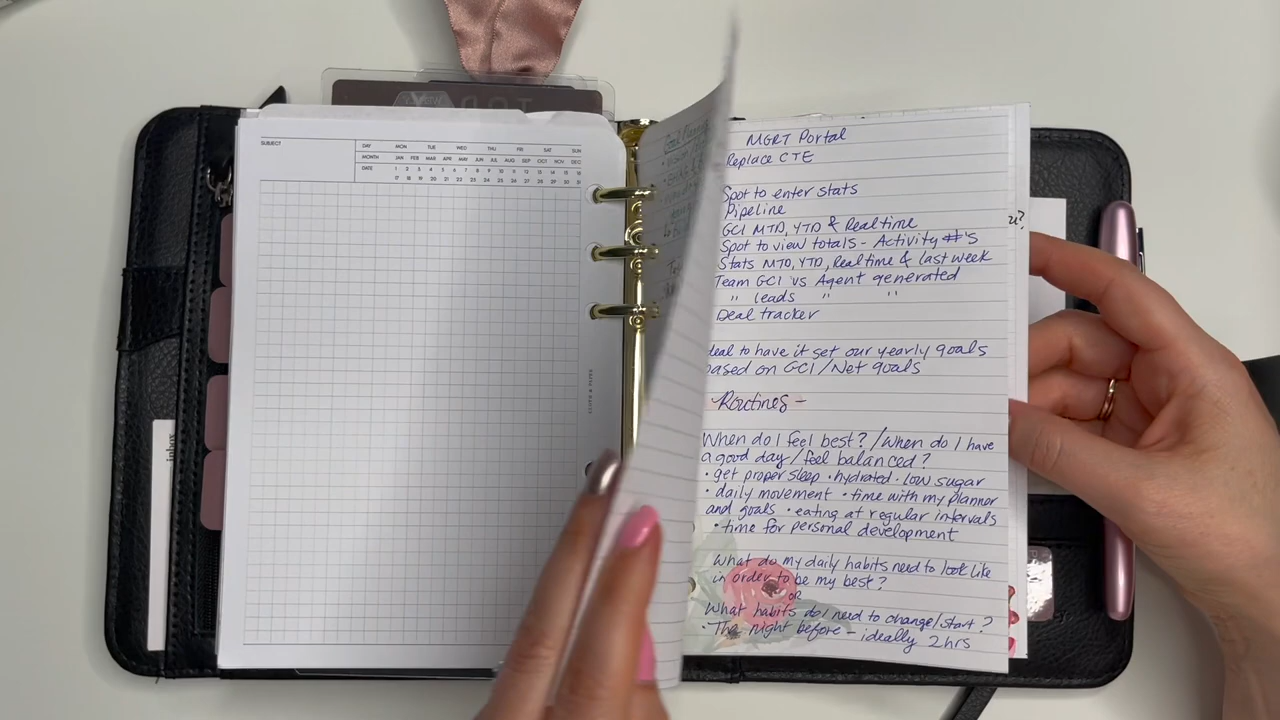 SUBJECT
DAY MON TUE WED THU FRI SAT SUN
MONTH JAN FEB MAR APR MAY JUN JUL AUG SEP OCT NOV DE
DATE 1 2 3 4 5 6 7 8 9 10 11 12 13 14 15 16
17 18 19 20 21 22 23 24 25 26 27 28 29 30 31
CLOTH & PAPER
inbox
Goal Planning
MGRT Portal
Replace CTE
Spot to enter stats
Pipeline
GCI MTD, YTD & Realtime
Spot to view totals - Activity #'s
Stats MTD, YTD, Realtime & last week
Team GCI vs Agent generated
" leads " "
Deal tracker
deal to have it set our yearly goals
based on GCI/Net goals
Routines -
When do I feel best? / When do I have
a good day / feel balanced?
• get proper sleep • hydrated • low sugar
• daily movement • time with my planner
and goals • eating at regular intervals
• time for personal development
What do my daily habits need to look like
in order to be my best?
OR
What habits do I need to change/start?
• The night before - ideally 2hrs